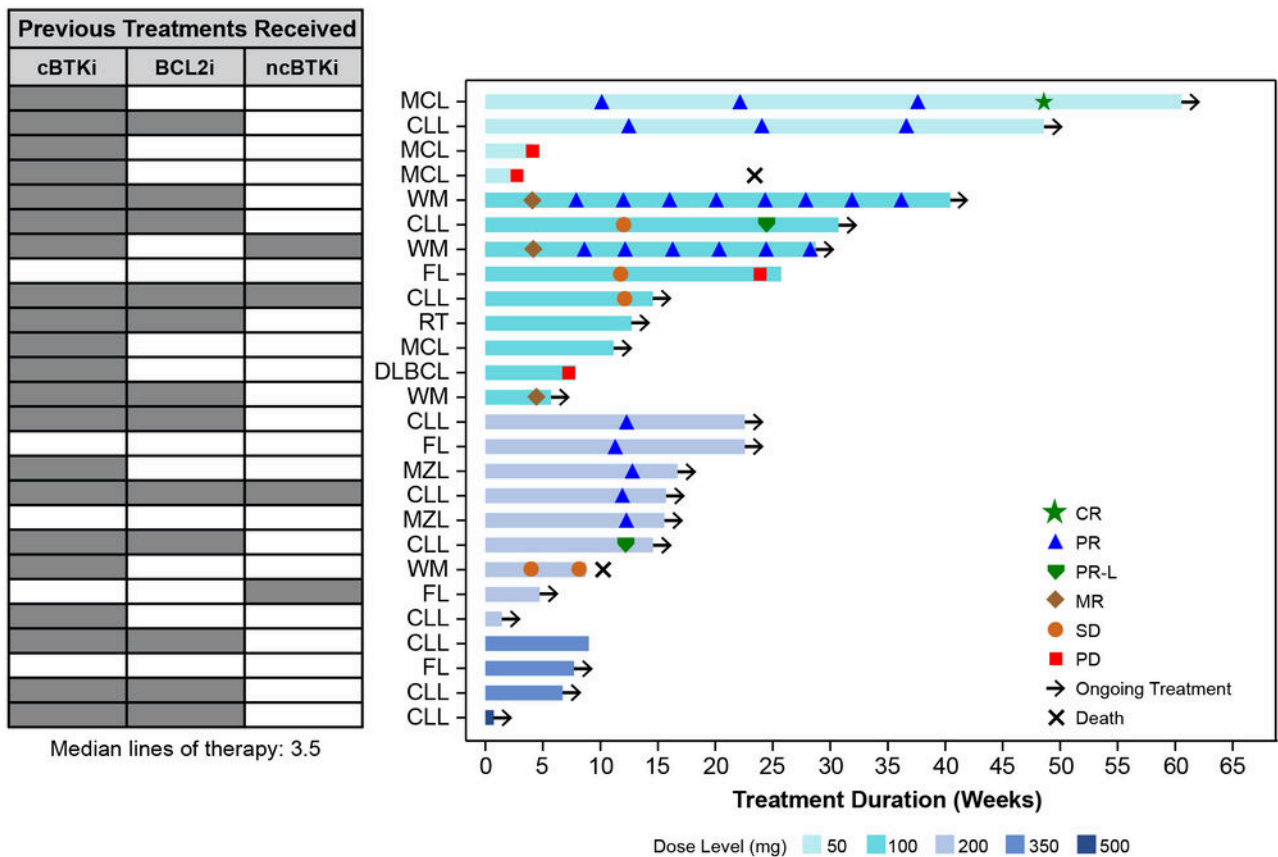 Previous Treatments Received
cBTKi BCL2i ncBTKi
Median lines of therapy: 3.5
MCL
CLL
MCL
MCL
WM
CLL
WM
FL
CLL
RT
MCL
DLBCL
WM
CLL
FL
MZL
CLL
MZL
CLL
WM
FL
CLL
CLL
FL
CLL
CLL
CR
PR
PR-L
MR
SD
PD
Ongoing Treatment
Death
0 5 10 15 20 25 30 35 40 45 50 55 60 65
Treatment Duration (Weeks)
Dose Level (mg) 50 100 200 350 500